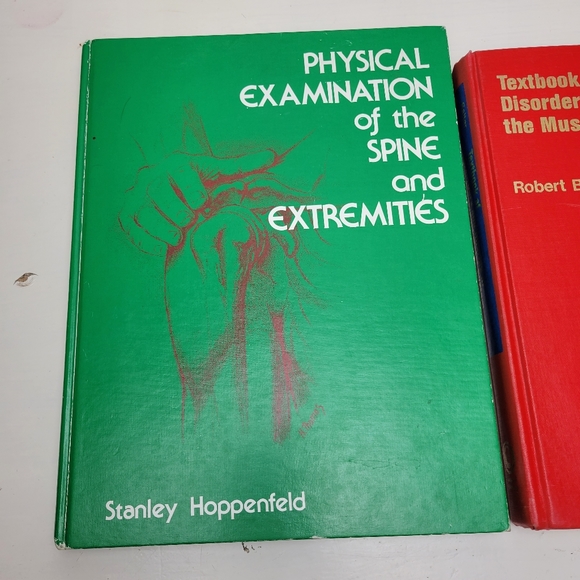 PHYSICAL
EXAMINATION
of the
SPINE
and
EXTREMITIES
Stanley Hoppenfeld
Textbook
Disorder
the Mus
Robert B